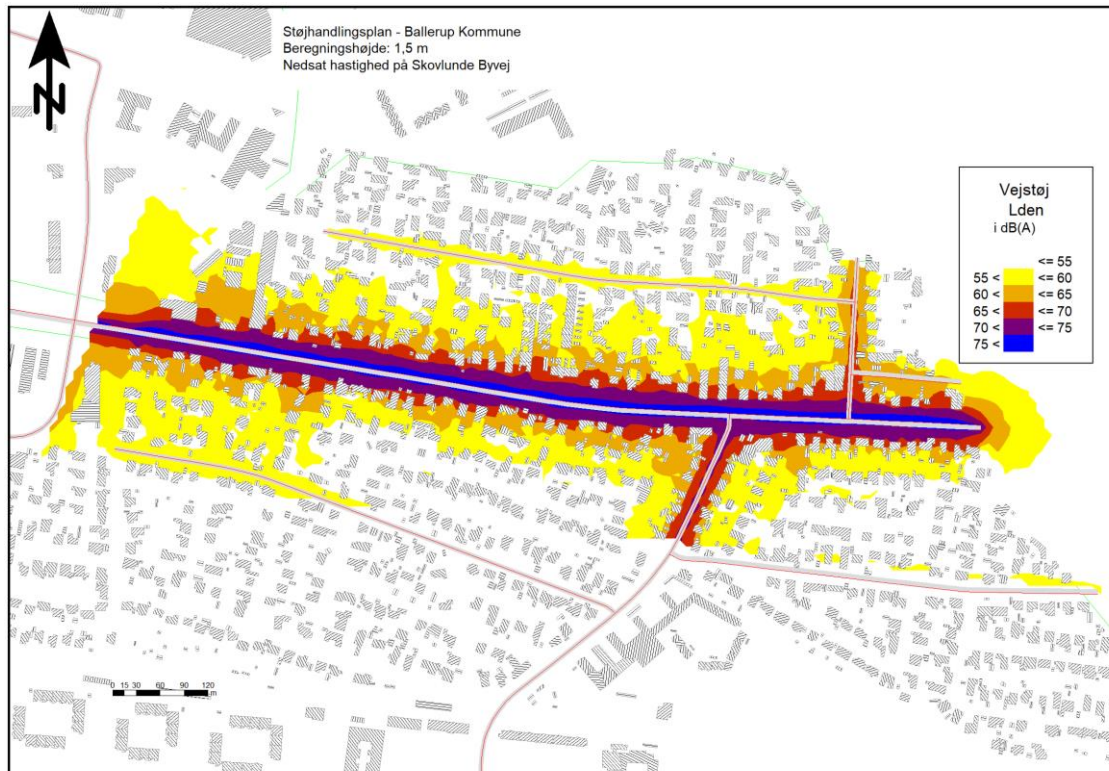 Støjhandlingsplan - Ballerup Kommune
Beregningshøjde: 1,5 m
Nedsat hastighed på Skovlunde Byvej
N
Vejstøj
Lden
i dB(A)
<= 55
55 < <= 60
60 < <= 65
65 < <= 70
70 < <= 75
75 <
0 15 30 60 90 120
m